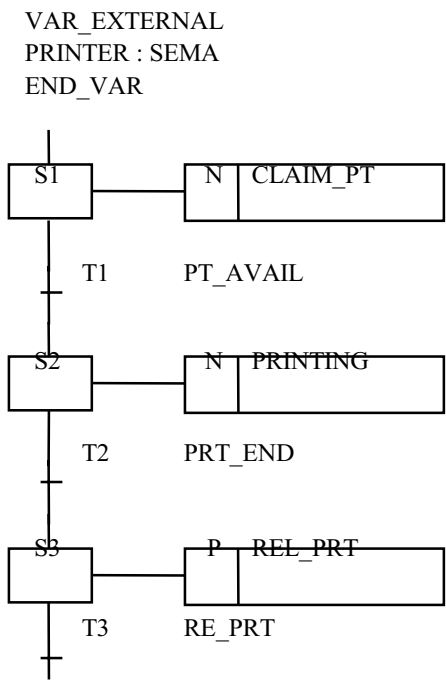 VAR_EXTERNAL
PRINTER : SEMA
END_VAR
S1 N CLAIM_PT
T1 PT_AVAIL
S2 N PRINTING
T2 PRT_END
S3 P REL_PRT
T3 RE_PRT